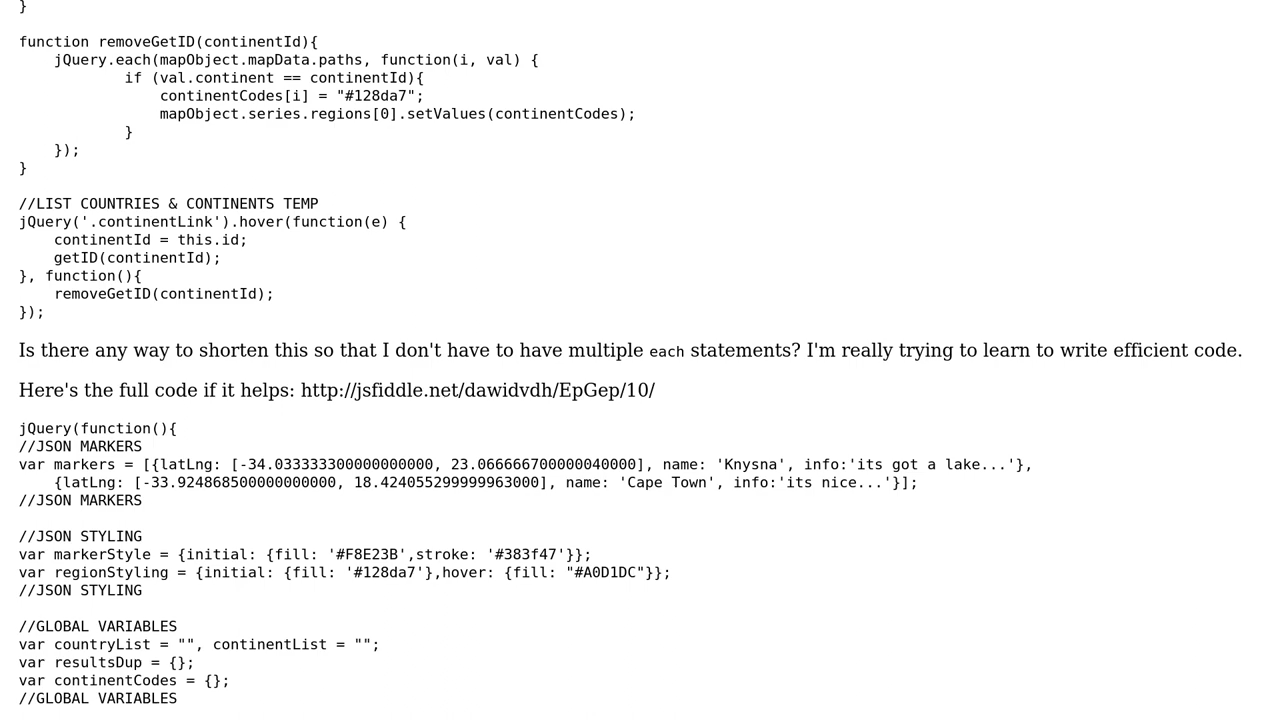 }

function removeGetID(continentId){
    jQuery.each(mapObject.mapData.paths, function(i, val) {
            if (val.continent == continentId){
                continentCodes[i] = "#128da7";
                mapObject.series.regions[0].setValues(continentCodes);
            }
    });
}

//LIST COUNTRIES & CONTINENTS TEMP
jQuery('.continentLink').hover(function(e) {
    continentId = this.id;
    getID(continentId);
}, function(){
    removeGetID(continentId);
});

Is there any way to shorten this so that I don't have to have multiple each statements? I'm really trying to learn to write efficient code.

Here's the full code if it helps: http://jsfiddle.net/dawidvdh/EpGep/10/

jQuery(function(){
//JSON MARKERS
var markers = [{latLng: [-34.033333300000000000, 23.066666700000040000], name: 'Knysna', info:'its got a lake...'},
    {latLng: [-33.924868500000000000, 18.424055299999963000], name: 'Cape Town', info:'its nice...'}];
//JSON MARKERS

//JSON STYLING
var markerStyle = {initial: {fill: '#F8E23B',stroke: '#383f47'}};
var regionStyling = {initial: {fill: '#128da7'},hover: {fill: "#A0D1DC"}};
//JSON STYLING

//GLOBAL VARIABLES
var countryList = "", continentList = "";
var resultsDup = {};
var continentCodes = {};
//GLOBAL VARIABLES